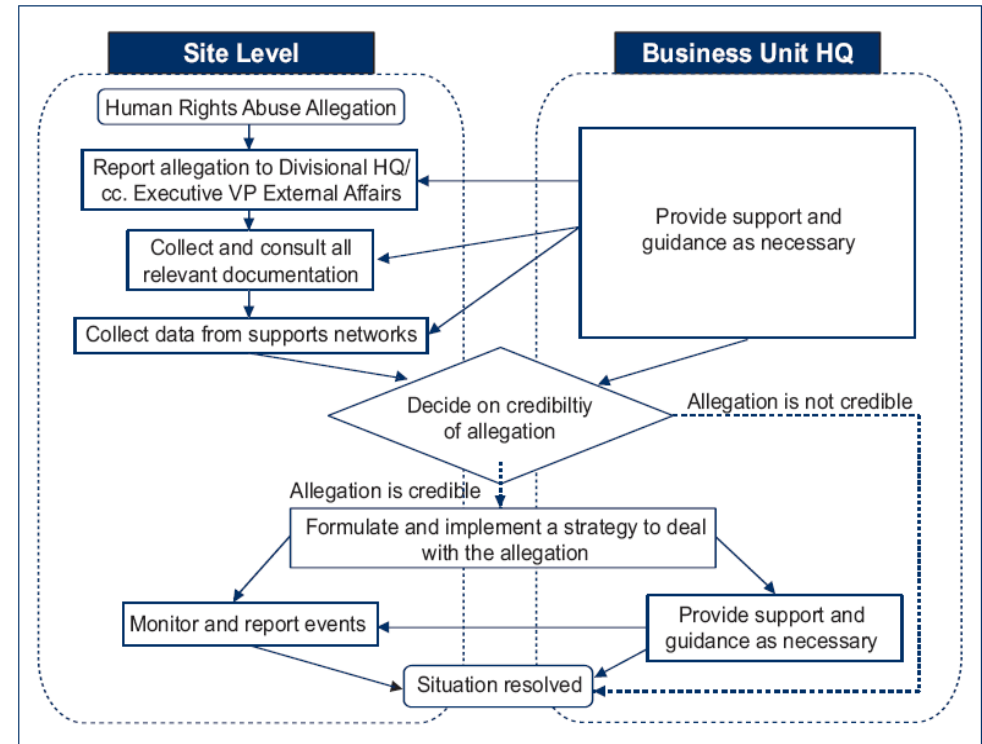 Site Level
Business Unit HQ
Human Rights Abuse Allegation
Report allegation to Divisional HQ/
cc. Executive VP External Affairs
Provide support and
guidance as necessary
Collect and consult all
relevant documentation
Collect data from supports networks
Decide on credibiltiy
of allegation
Allegation is not credible
Allegation is credible
Formulate and implement a strategy to deal
with the allegation
Monitor and report events
Provide support and
guidance as necessary
Situation resolved